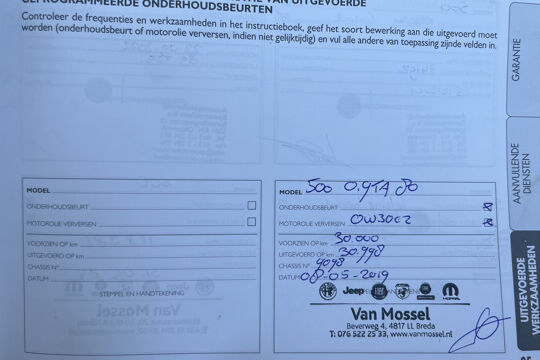 GEPROGRAMMEERDE ONDERHOUDSBEURTEN
Controleer de frequenties en werkzaamheden in het instructieboek, geef het soort bewerking aan die uitgevoerd moet
worden (onderhoudsbeurt of motorolie verversen, indien niet gelijktijdig) en vul alle andere van toepassing zijnde velden in.
MODEL
ONDERHOUDSBEURT
MOTOROLIE VERVERSEN
VOORZIEN OP km
UITGEVOERD OP km
CHASSIS N°
DATUM
STEMPEL EN HANDTEKENING
MODEL 500 0.9TA 80
ONDERHOUDSBEURT
MOTOROLIE VERVERSEN OW30C2
VOORZIEN OP km 30.000
UITGEVOERD OP km 30.998
CHASSIS N° 9098
DATUM 08-05-2019
Jeep
MOPAR
Van Mossel
Beverweg 4, 4817 LL Breda
T: 076 522 25 33, www.vanmossel.nl
GARANTIE
AANVULLENDE
DIENSTEN
UITGEVOERDE
WERKZAAMHEDEN